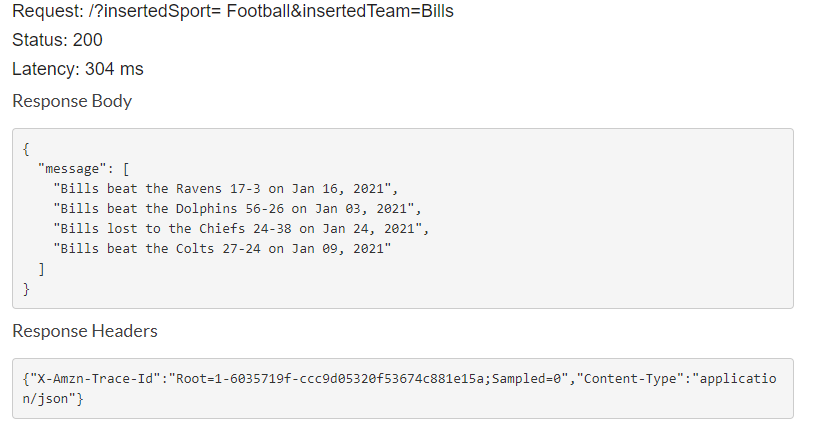 Request: /?insertedSport= Football&insertedTeam=Bills
Status: 200
Latency: 304 ms
Response Body
{
"message": [
"Bills beat the Ravens 17-3 on Jan 16, 2021",
"Bills beat the Dolphins 56-26 on Jan 03, 2021",
"Bills lost to the Chiefs 24-38 on Jan 24, 2021",
"Bills beat the Colts 27-24 on Jan 09, 2021"
]
}
Response Headers
{"X-Amzn-Trace-Id":"Root=1-6035719f-ccc9d05320f53674c881e15a;Sampled=0","Content-Type":"applicatio
n/json"}